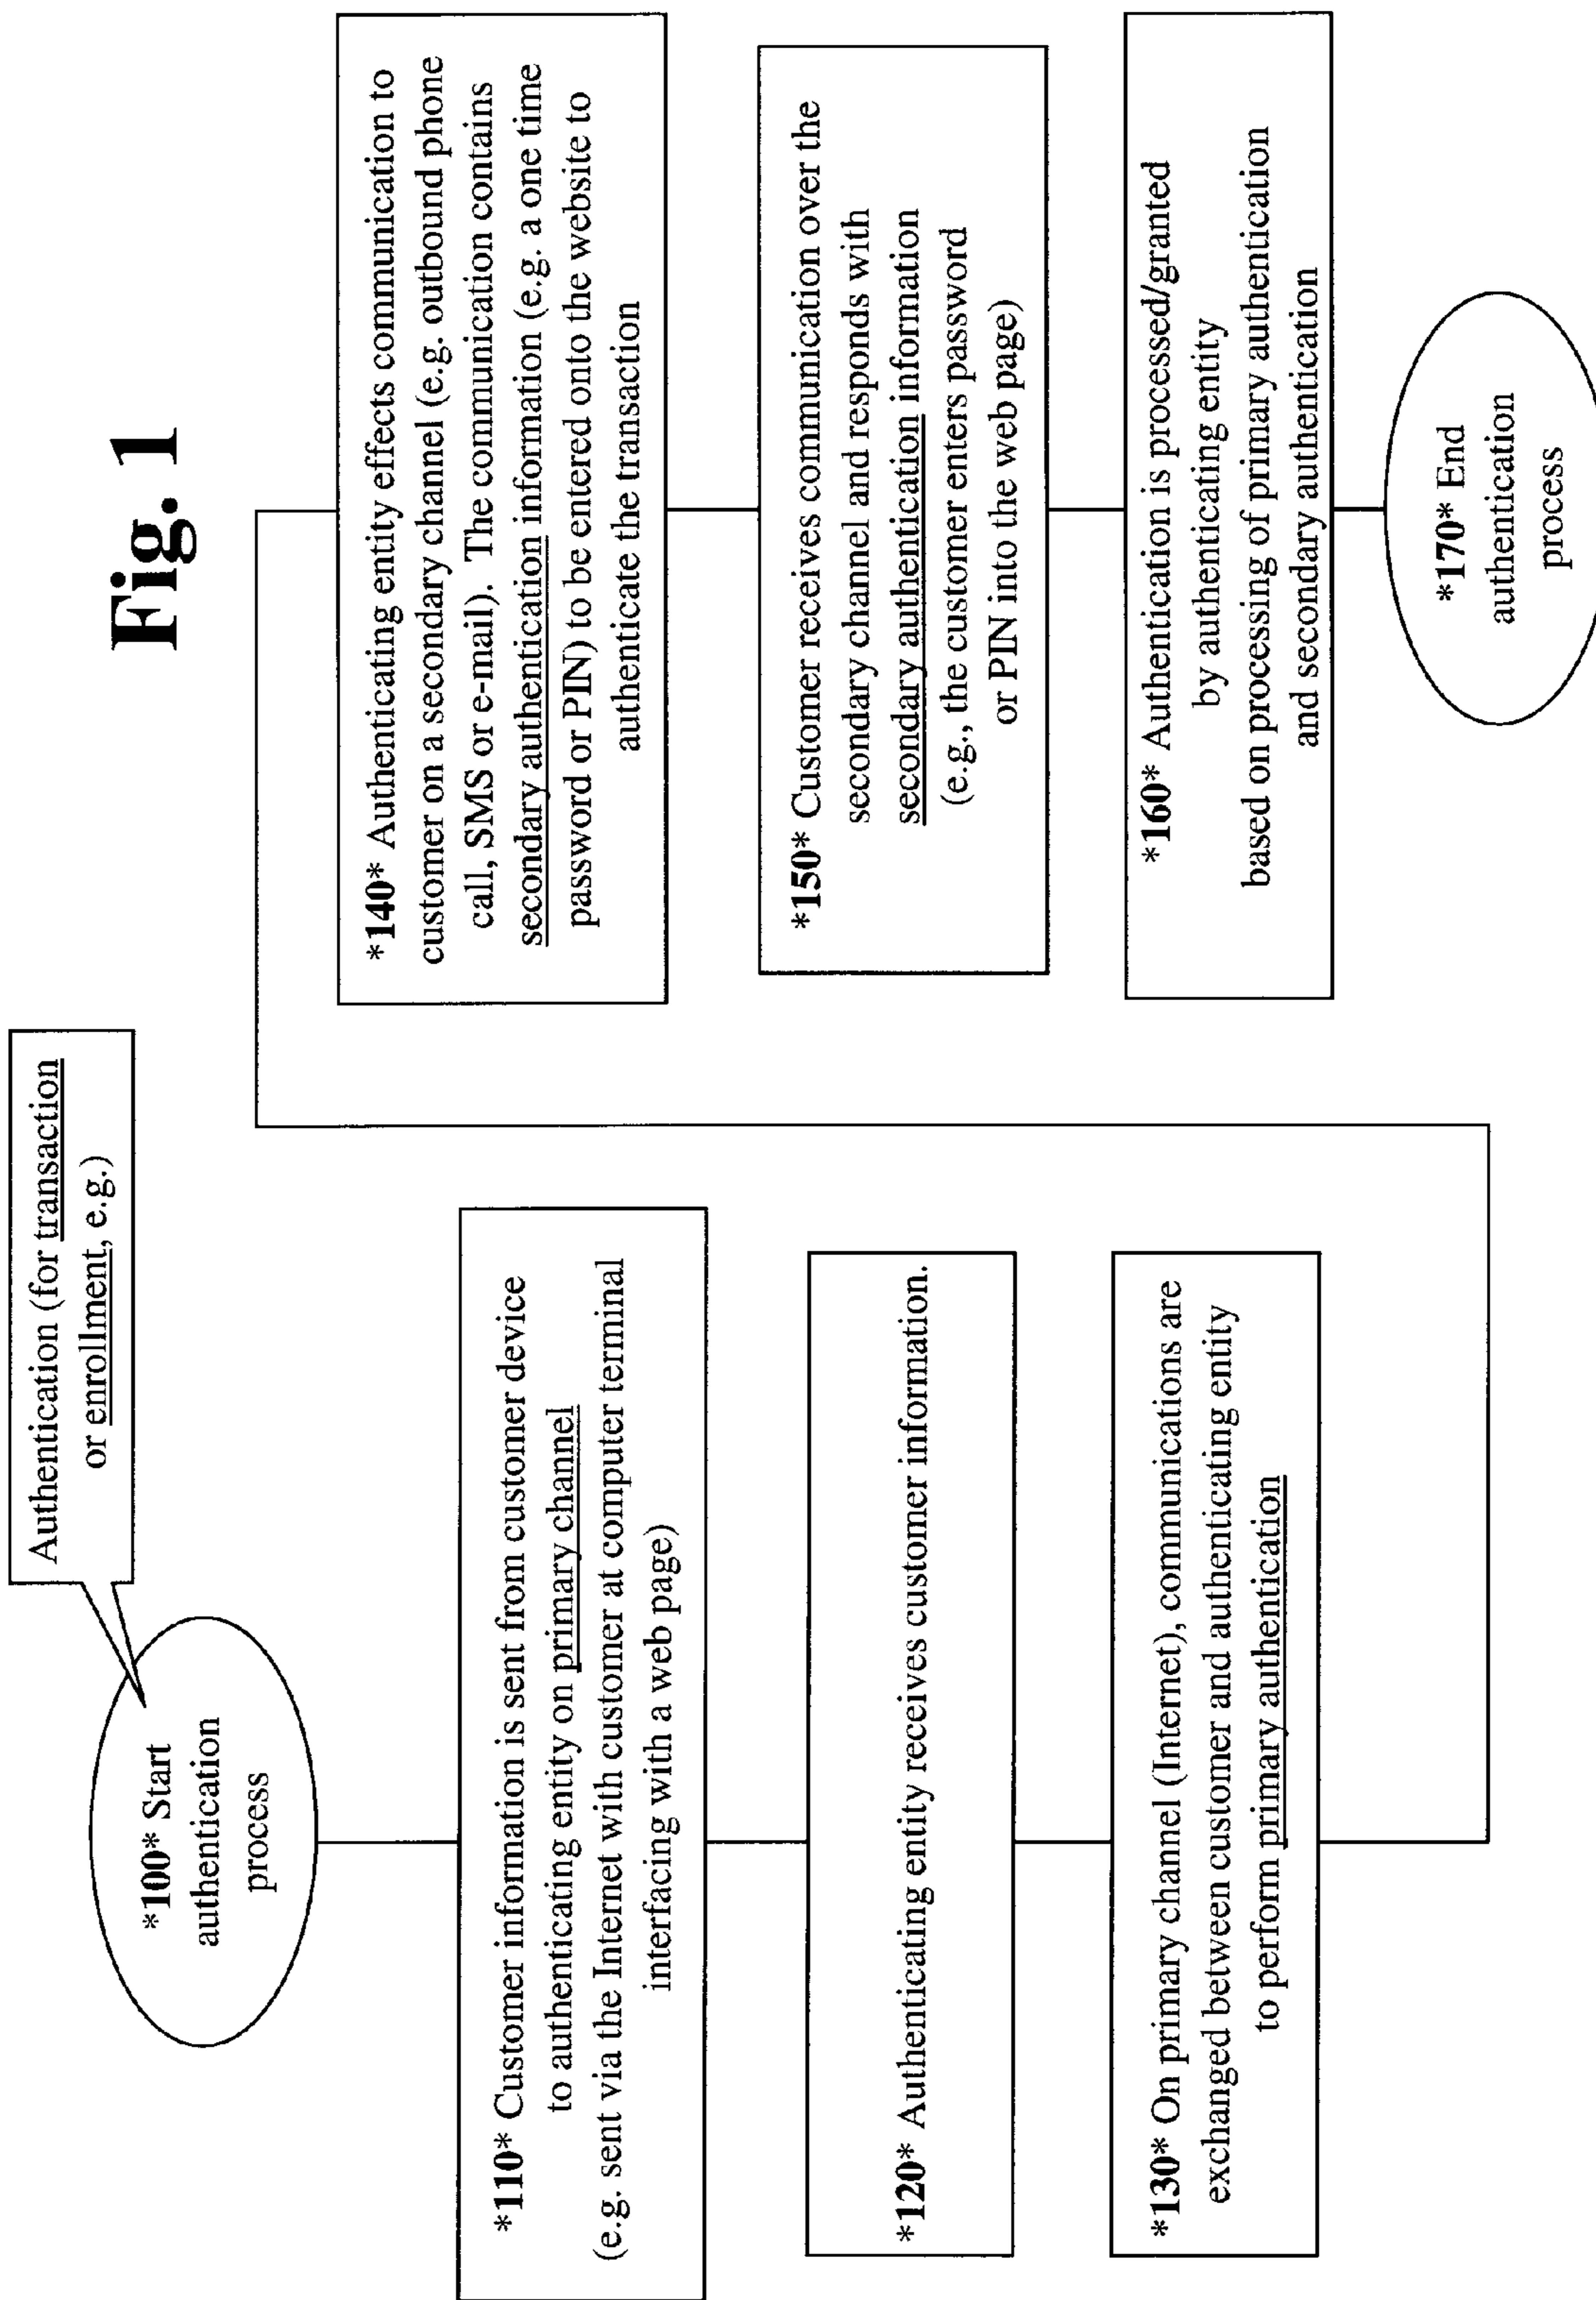 Fig. 1
Authentication (for transaction
or enrollment, e.g.)
*100* Start
authentication
process
*110* Customer information is sent from customer device
to authenticating entity on primary channel
(e.g. sent via the Internet with customer at computer terminal
interfacing with a web page)
*120* Authenticating entity receives customer information.
*130* On primary channel (Internet), communications are
exchanged between customer and authenticating entity
to perform primary authentication
*140* Authenticating entity effects communication to
customer on a secondary channel (e.g. outbound phone
call, SMS or e-mail). The communication contains
secondary authentication information (e.g. a one time
password or PIN) to be entered onto the website to
authenticate the transaction
*150* Customer receives communication over the
secondary channel and responds with
secondary authentication information
(e.g., the customer enters password
or PIN into the web page)
*160* Authentication is processed/granted
by authenticating entity
based on processing of primary authentication
and secondary authentication
*170* End
authentication
process